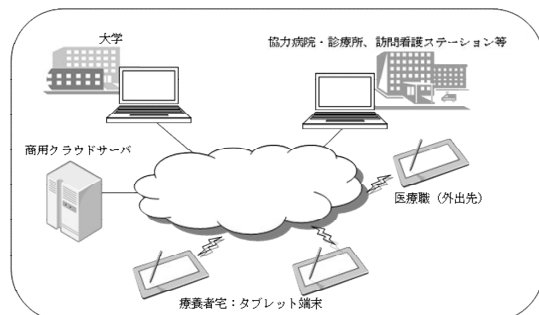 大学
協力病院・診療所、訪問看護ステーション等
商用クラウドサーバ
医療職（外出先）
療養者宅：タブレット端末